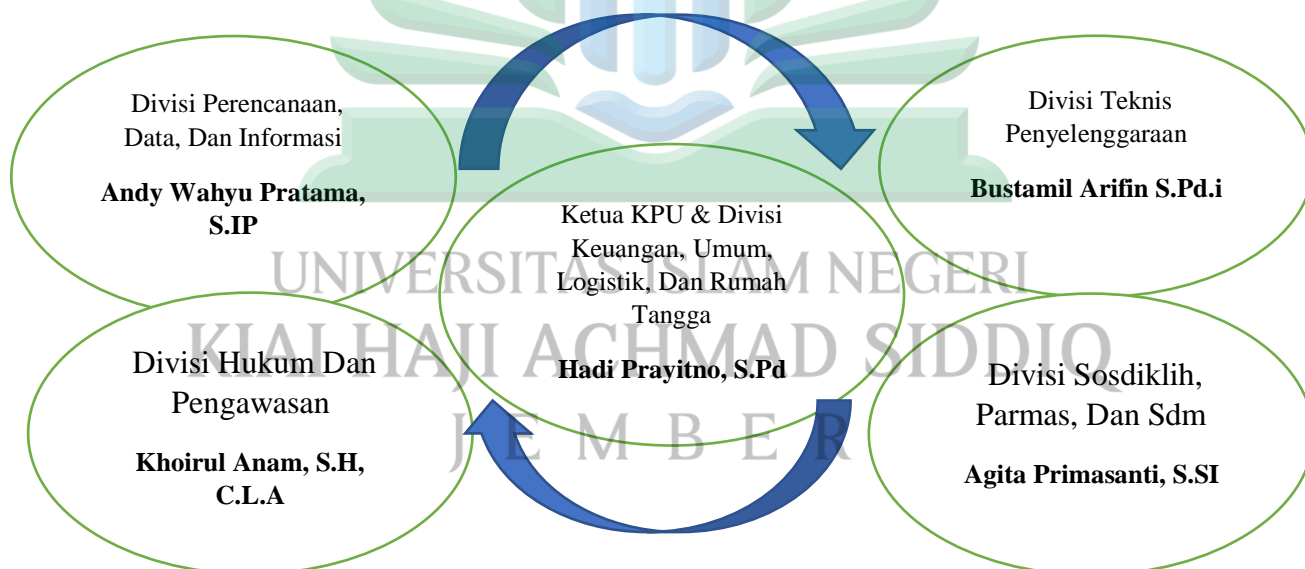 Divisi Perencanaan,
Data, Dan Informasi
Andy Wahyu Pratama,
S.IP
Divisi Teknis
Penyelenggaraan
Bustamil Arifin S.Pd.i
Ketua KPU & Divisi
Keuangan, Umum,
Logistik, Dan Rumah
Tangga
Hadi Prayitno, S.Pd
Divisi Hukum Dan
Pengawasan
Khoirul Anam, S.H,
C.L.A
Divisi Sosdiklih,
Parmas, Dan Sdm
Agita Primasanti, S.SI
UNIVERSITAS ISLAM NEGERI
KIAI HAJI ACHMAD SIDDIQ
JEMBER